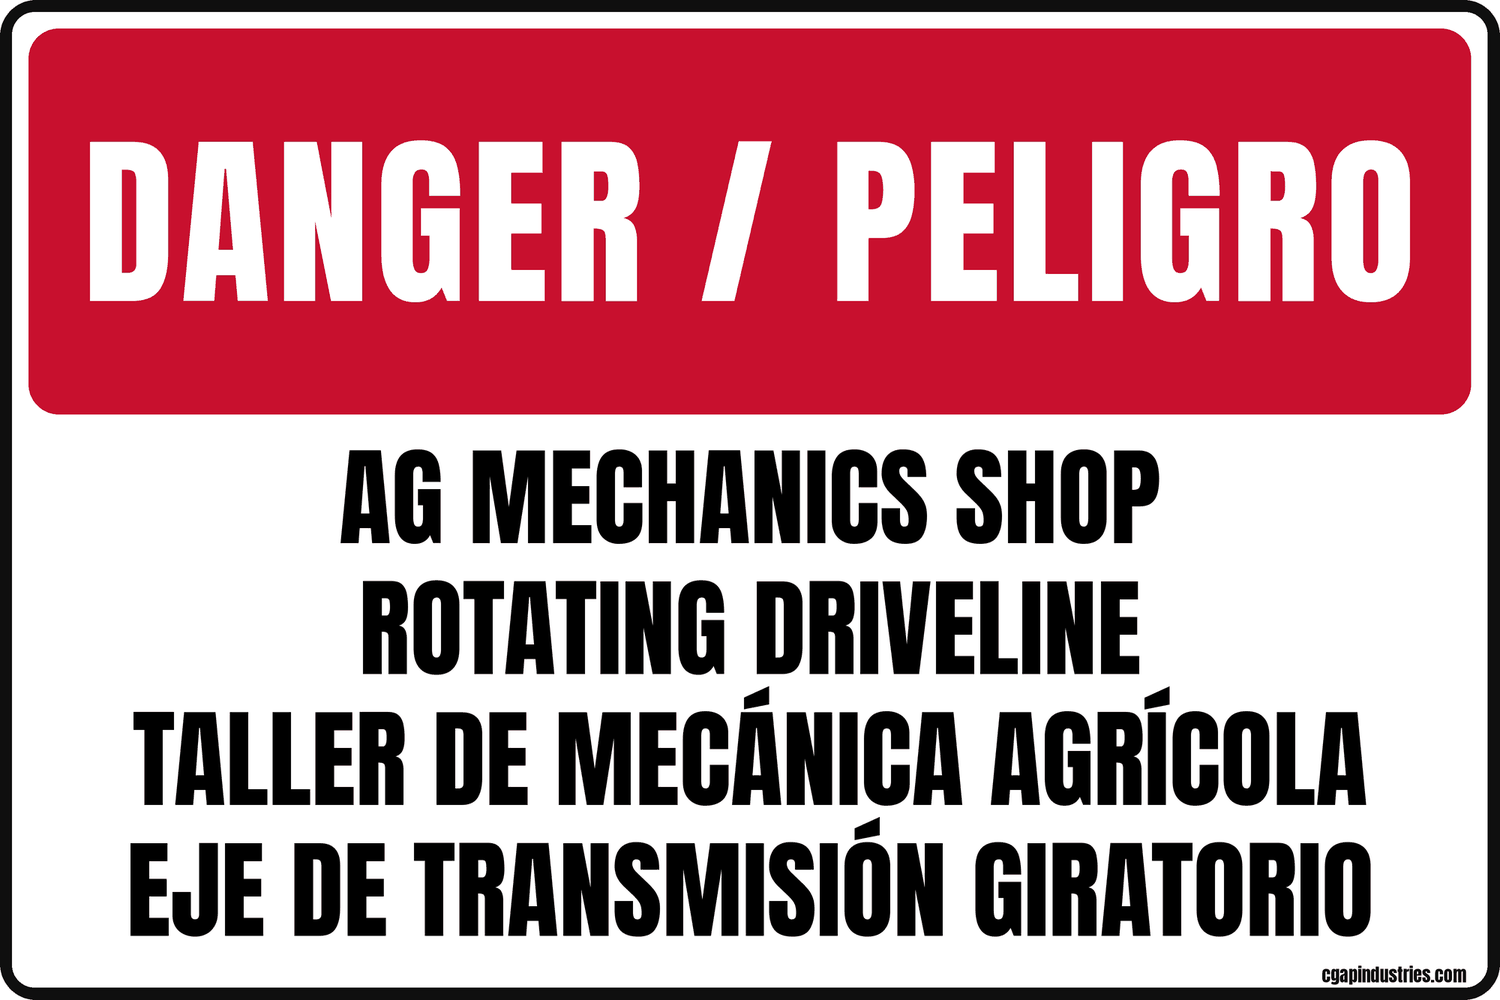 DANGER / PELIGRO
AG MECHANICS SHOP
ROTATING DRIVELINE
TALLER DE MECÁNICA AGRÍCOLA
EJE DE TRANSMISIÓN GIRATORIO
cgapindustries.com